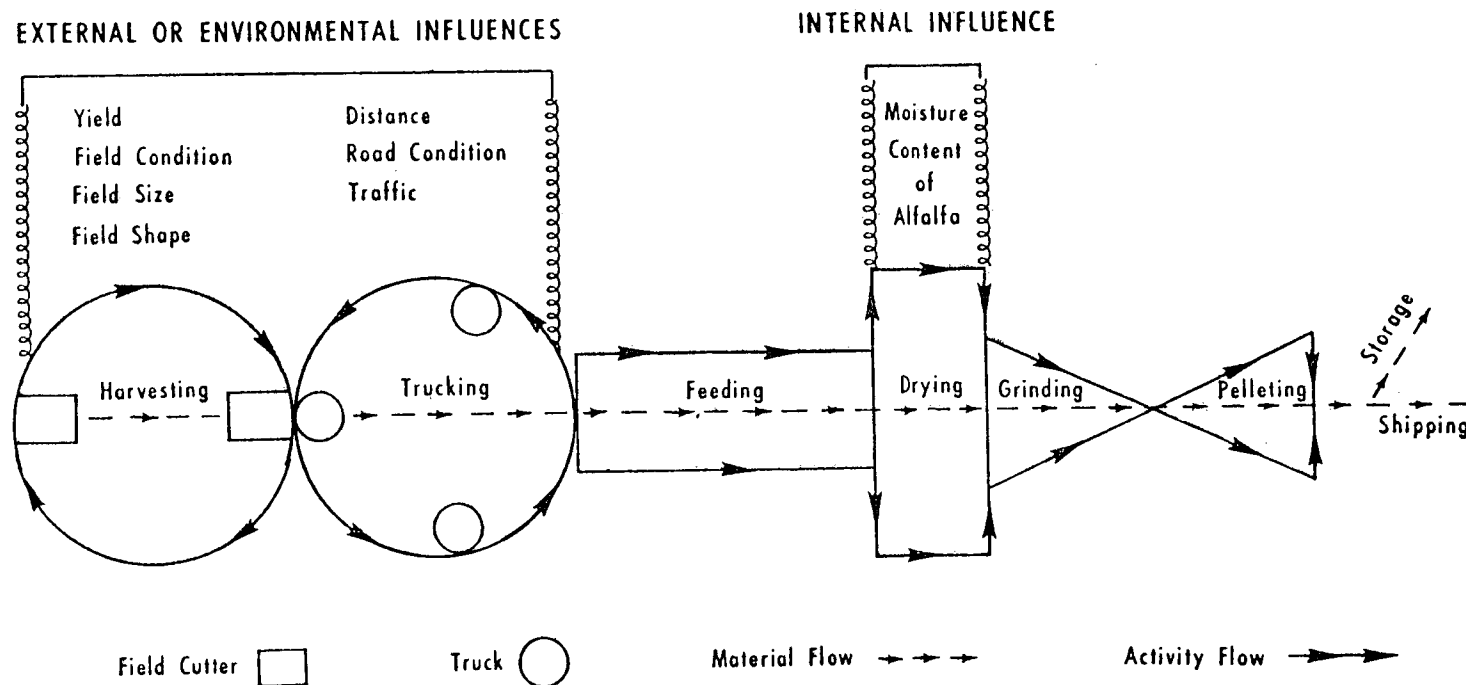 EXTERNAL OR ENVIRONMENTAL INFLUENCES
INTERNAL INFLUENCE
Yield
Field Condition
Field Size
Field Shape
Distance
Road Condition
Traffic
Moisture
Content
of
Alfalfa
Harvesting
Trucking
Feeding
Drying
Grinding
Pelleting
Storage
Shipping
Field Cutter
Truck
Material Flow
Activity Flow